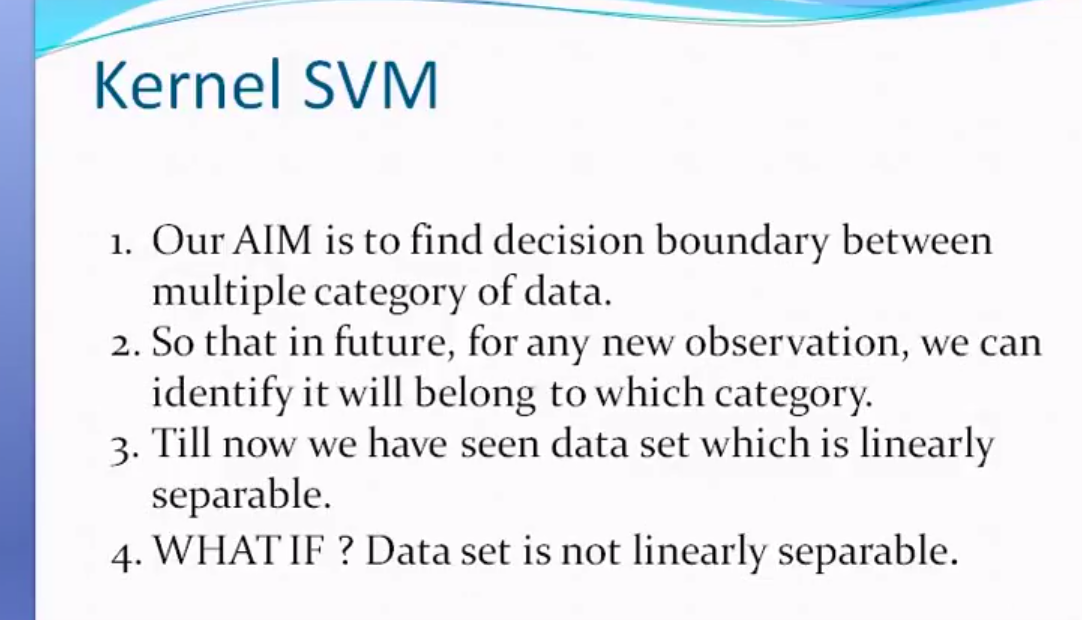 Kernel SVM
1. Our AIM is to find decision boundary between
multiple category of data.
2. So that in future, for any new observation, we can
identify it will belong to which category.
3. Till now we have seen data set which is linearly
separable.
4. WHAT IF ? Data set is not linearly separable.